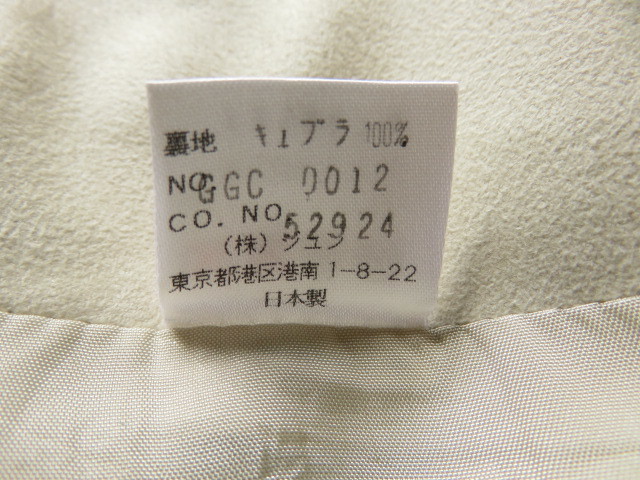 裏地 キュプラ 100%
NO. GGC 0012
CO. NO. 52924
(株) ジュン
東京都港区港南 1-8-22
日本製